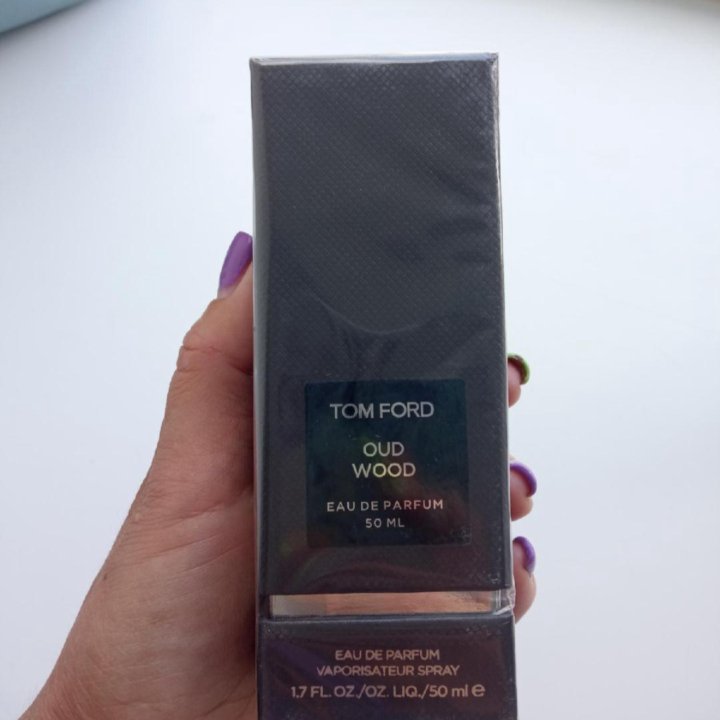 TOM FORD
OUD
WOOD
EAU DE PARFUM
50 ML
EAU DE PARFUM
VAPORISATEUR SPRAY
1.7 FL. OZ./OZ. LIQ./50 ml e